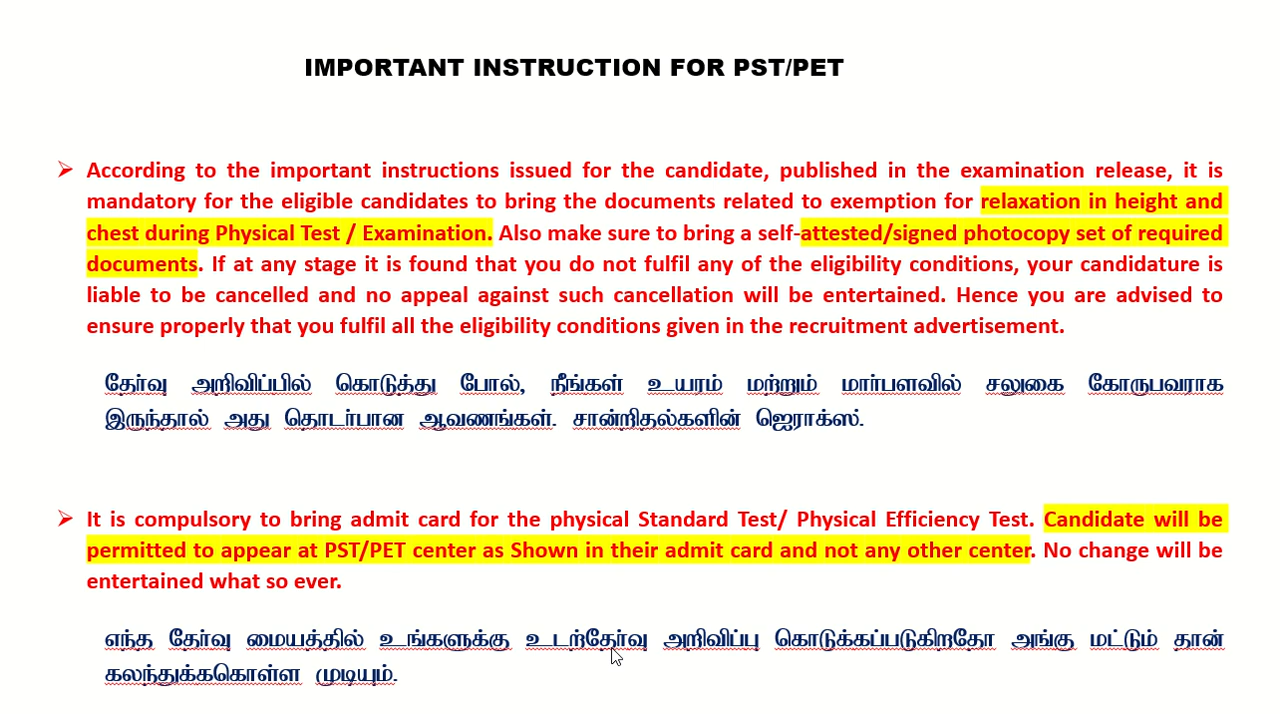 IMPORTANT INSTRUCTION FOR PST/PET
According to the important instructions issued for the candidate, published in the examination release, it is
mandatory for the eligible candidates to bring the documents related to exemption for relaxation in height and
chest during Physical Test / Examination. Also make sure to bring a self-attested/signed photocopy set of required
documents. If at any stage it is found that you do not fulfil any of the eligibility conditions, your candidature is
liable to be cancelled and no appeal against such cancellation will be entertained. Hence you are advised to
ensure properly that you fulfil all the eligibility conditions given in the recruitment advertisement.
தேர்வு அறிவிப்பில் கொடுத்து போல், நீங்கள் உயரம் மற்றும் மார்பளவில் சலுகை கோருபவராக
இருந்தால் அது தொடர்பான ஆவணங்கள். சான்றிதல்களின் ஜெராக்ஸ்.
It is compulsory to bring admit card for the physical Standard Test/ Physical Efficiency Test. Candidate will be
permitted to appear at PST/PET center as Shown in their admit card and not any other center. No change will be
entertained what so ever.
எந்த தேர்வு மையத்தில் உங்களுக்கு உடற்தேர்வு அறிவிப்பு கொடுக்கப்படுகிறதோ அங்கு மட்டும் தான்
கலந்துக்ககொள்ள முடியும்.